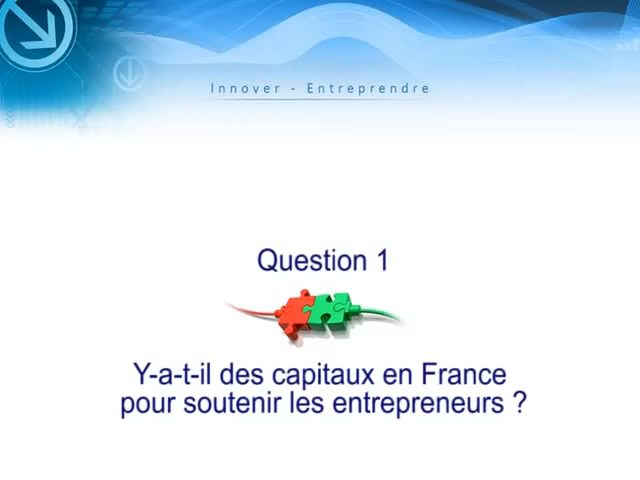 Innover - Entreprendre
Question 1
Y-a-t-il des capitaux en France
pour soutenir les entrepreneurs ?